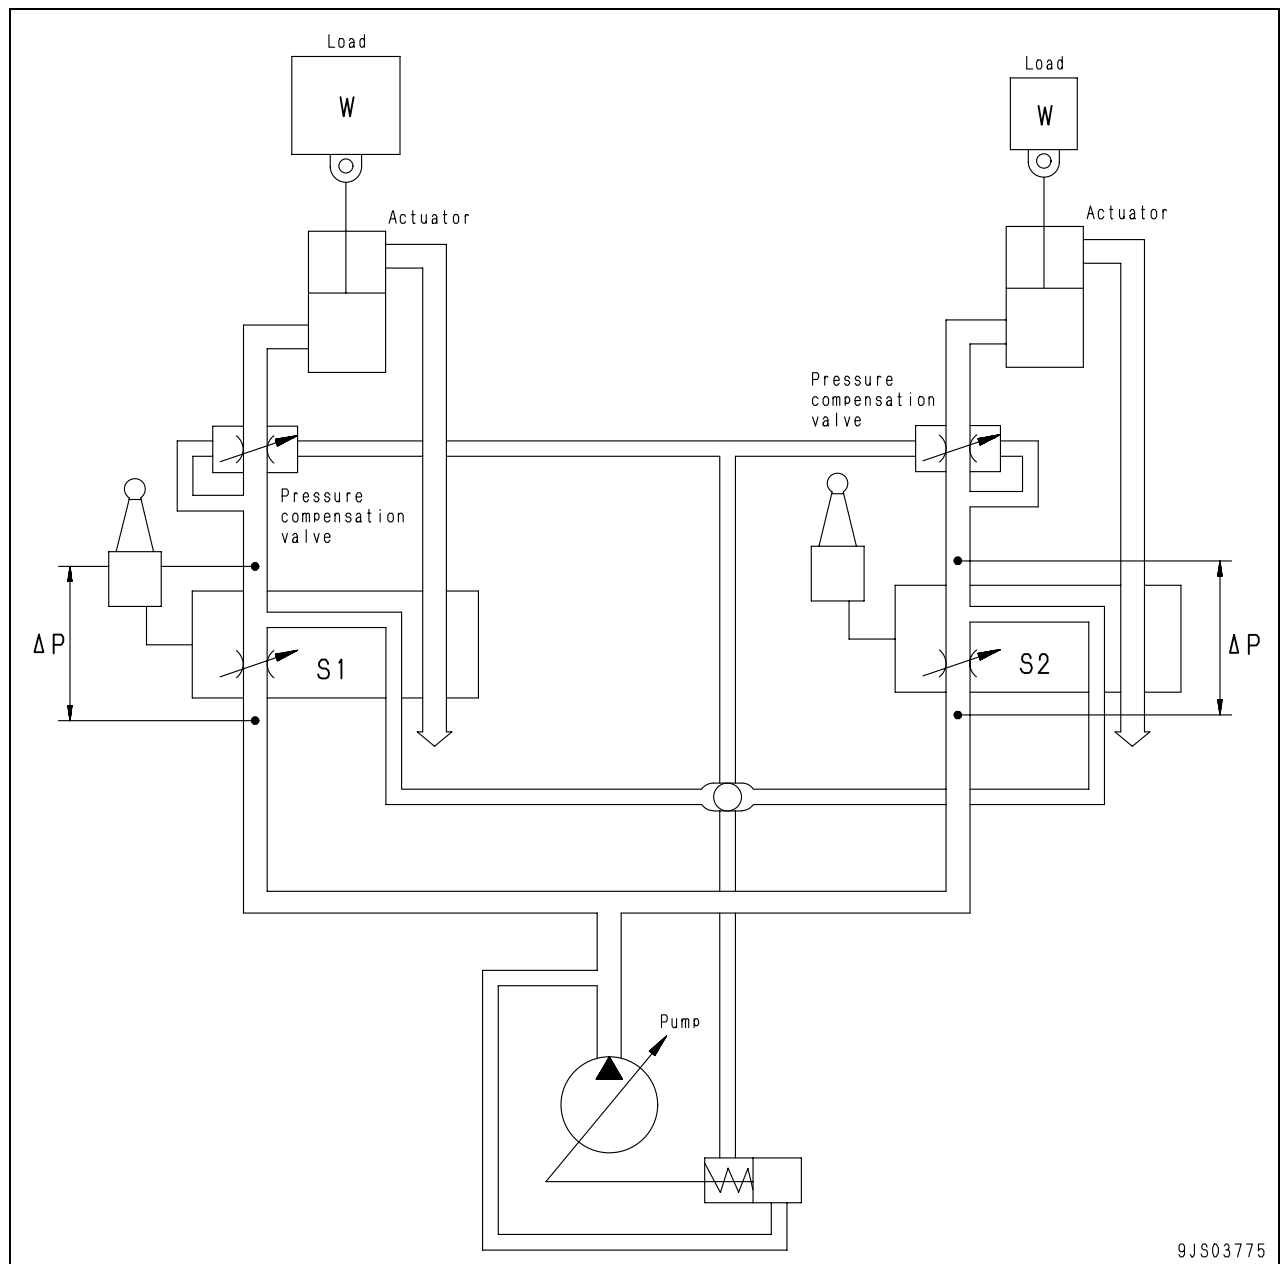 Load
W
Load
W
Actuator
Actuator
Pressure
compensation
valve
Pressure
compensation
valve
ΔP
S1
S2
ΔP
Pump
9JS03775